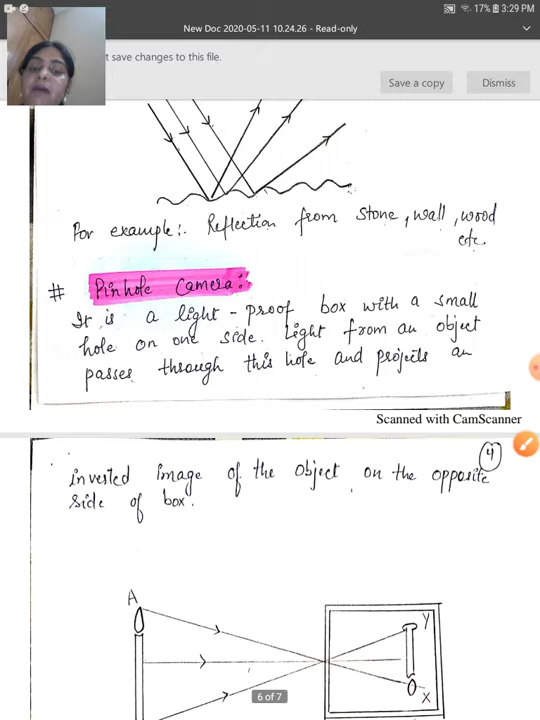 17% 3:29 PM
New Doc 2020-05-11 10.24.26 - Read-only
t save changes to this file.
Save a copy
Dismiss
For example:. Reflection from stone, wall, wood
etc.
# Pinhole Camera:
It is a light-proof box with a small
hole on one side. Light from an object
passes through this hole and projects an
Scanned with CamScanner
4
inverted image of the object on the opposite
side of box.
A
Y
X
6 of 7